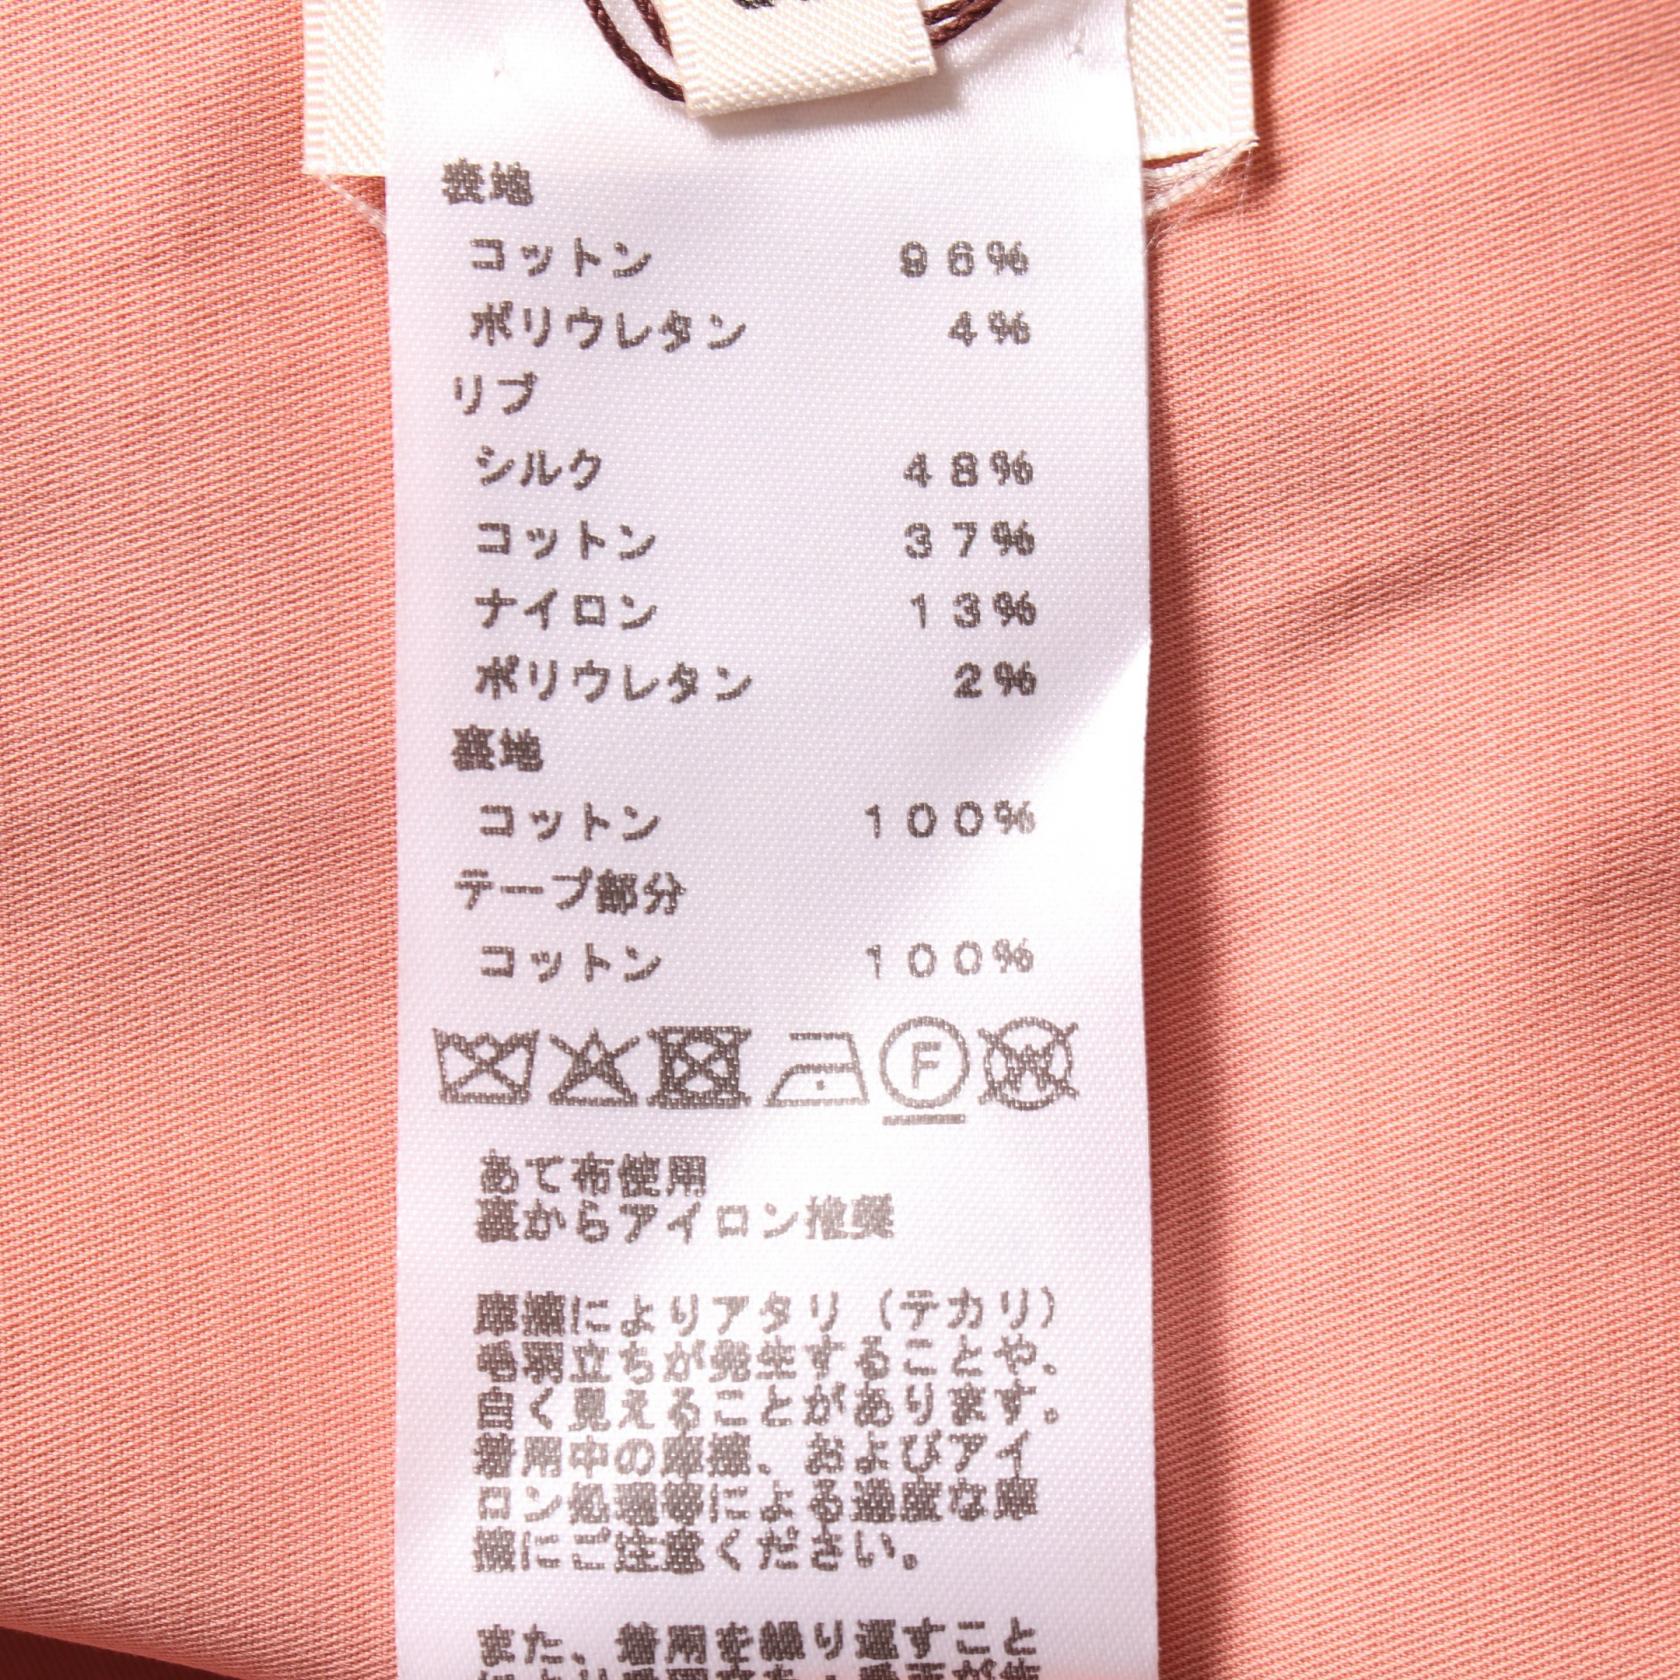 表地
コットン 96%
ポリウレタン 4%
リブ
シルク 48%
コットン 37%
ナイロン 13%
ポリウレタン 2%
裏地
コットン 100%
テープ部分
コットン 100%
F
W
あて布使用
裏からアイロン推奨
摩擦によりアタリ（テカリ）
毛羽立ちが発生することや、
白く見えることがあります。
着用中の摩擦、およびアイ
ロン処理等による過度な摩
擦にご注意ください。
また、着用を繰り返すこと